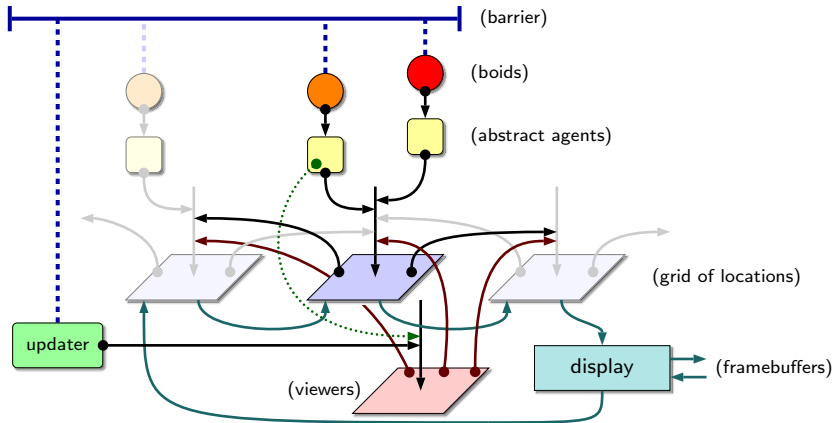 (barrier)
(boids)
(abstract agents)
(grid of locations)
updater
display
(framebuffers)
(viewers)